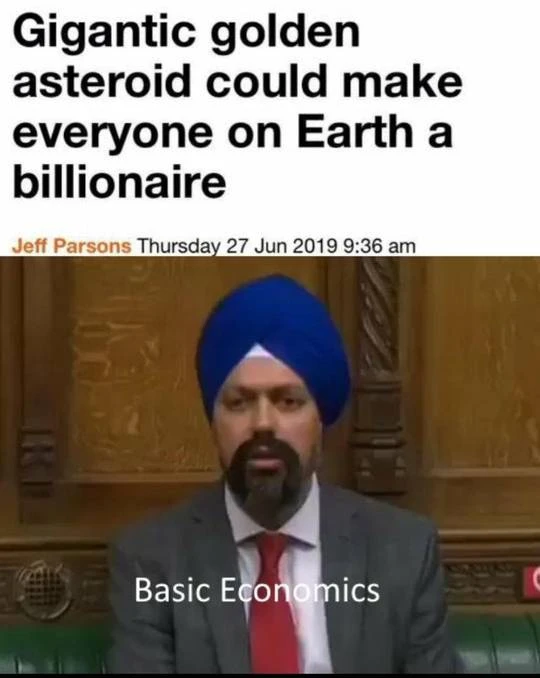 Gigantic golden
asteroid could make
everyone on Earth a
billionaire
Jeff Parsons Thursday 27 Jun 2019 9:36 am
Basic Economics